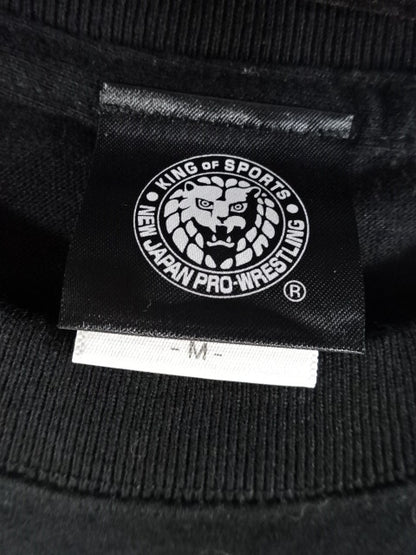 • KING OF SPORTS •
NEW JAPAN PRO-WRESTLING
®
- M -